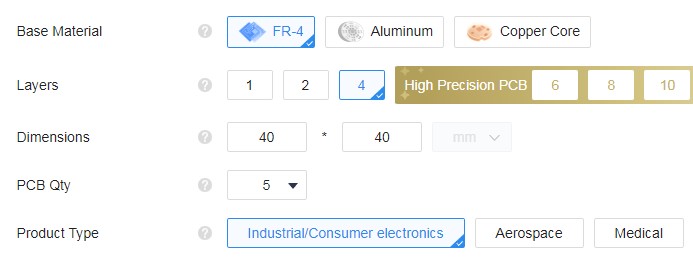 Base Material ? FR-4 Aluminum Copper Core
Layers ? 1 2 4 High Precision PCB 6 8 10
Dimensions ? 40 * 40 mm
PCB Qty ? 5
Product Type ? Industrial/Consumer electronics Aerospace Medical